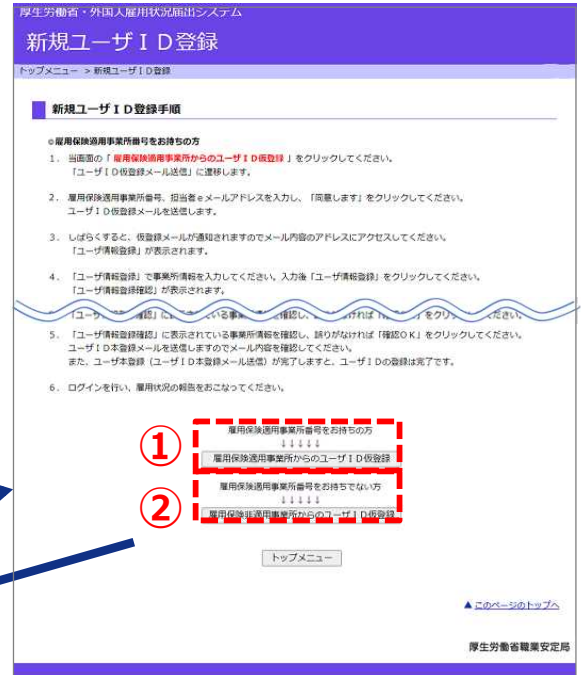 厚生労働省・外国人雇用状況届出システム
新規ユーザＩＤ登録
トップメニュー ＞新規ユーザＩＤ登録
新規ユーザＩＤ登録手順
◎雇用保険適用事業所番号をお持ちの方
１． 当画面の「 雇用保険適用事業所からのユーザＩＤ仮登録 」をクリックしてください。
「ユーザＩＤ仮登録メール送信」に遷移します。
２． 雇用保険適用事業所番号、担当者ｅメールアドレスを入力し、「同意します」をクリックしてください。
ユーザＩＤ仮登録メールを送信します。
３． しばらくすると、仮登録メールが通知されますのでメール内容のアドレスにアクセスしてください。
「ユーザ情報登録」が表示されます。
４． 「ユーザ情報登録」で事業所情報を入力してください。入力後「ユーザ情報登録」をクリックしてください。
「ユーザ情報登録確認」が表示されます。
５． 「ユーザ情報登録確認」に表示されている事業所情報を確認し、誤りがなければ「確認ＯＫ」をクリックしてください。
ユーザＩＤ本登録メールを送信しますのでメール内容を確認してください。
また、ユーザ本登録（ユーザＩＤ本登録メール送信）が完了しますと、ユーザＩＤの登録は完了です。
６． ログインを行い、雇用状況の報告をおこなってください。
①
雇用保険適用事業所番号をお持ちの方
↓↓↓↓↓
雇用保険適用事業所からのユーザＩＤ仮登録
②
雇用保険適用事業所番号をお持ちでない方
↓↓↓↓↓
雇用保険非適用事業所からのユーザＩＤ仮登録
トップメニュー
▲このページのトップへ
厚生労働省職業安定局